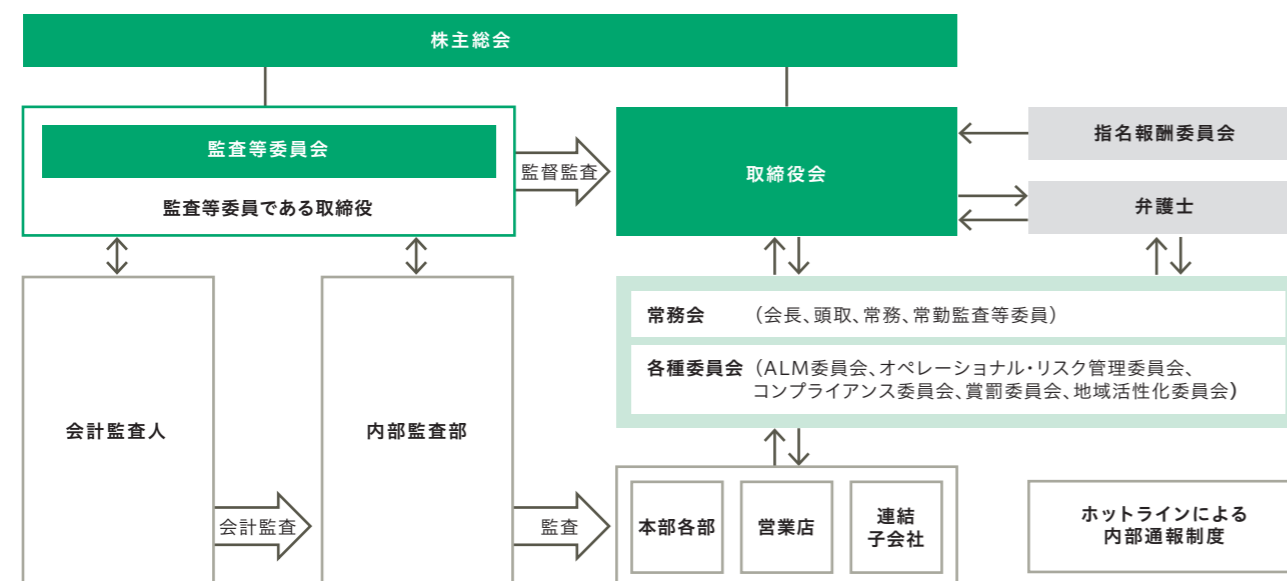 株主総会
監査等委員会
監査等委員である取締役
監督監査
取締役会
指名報酬委員会
弁護士
常務会 （会長、頭取、常務、常勤監査等委員）
各種委員会 （ALM委員会、オペレーショナル・リスク管理委員会、
コンプライアンス委員会、賞罰委員会、地域活性化委員会）
会計監査人
会計監査
内部監査部
監査
本部各部
営業店
連結
子会社
ホットラインによる
内部通報制度